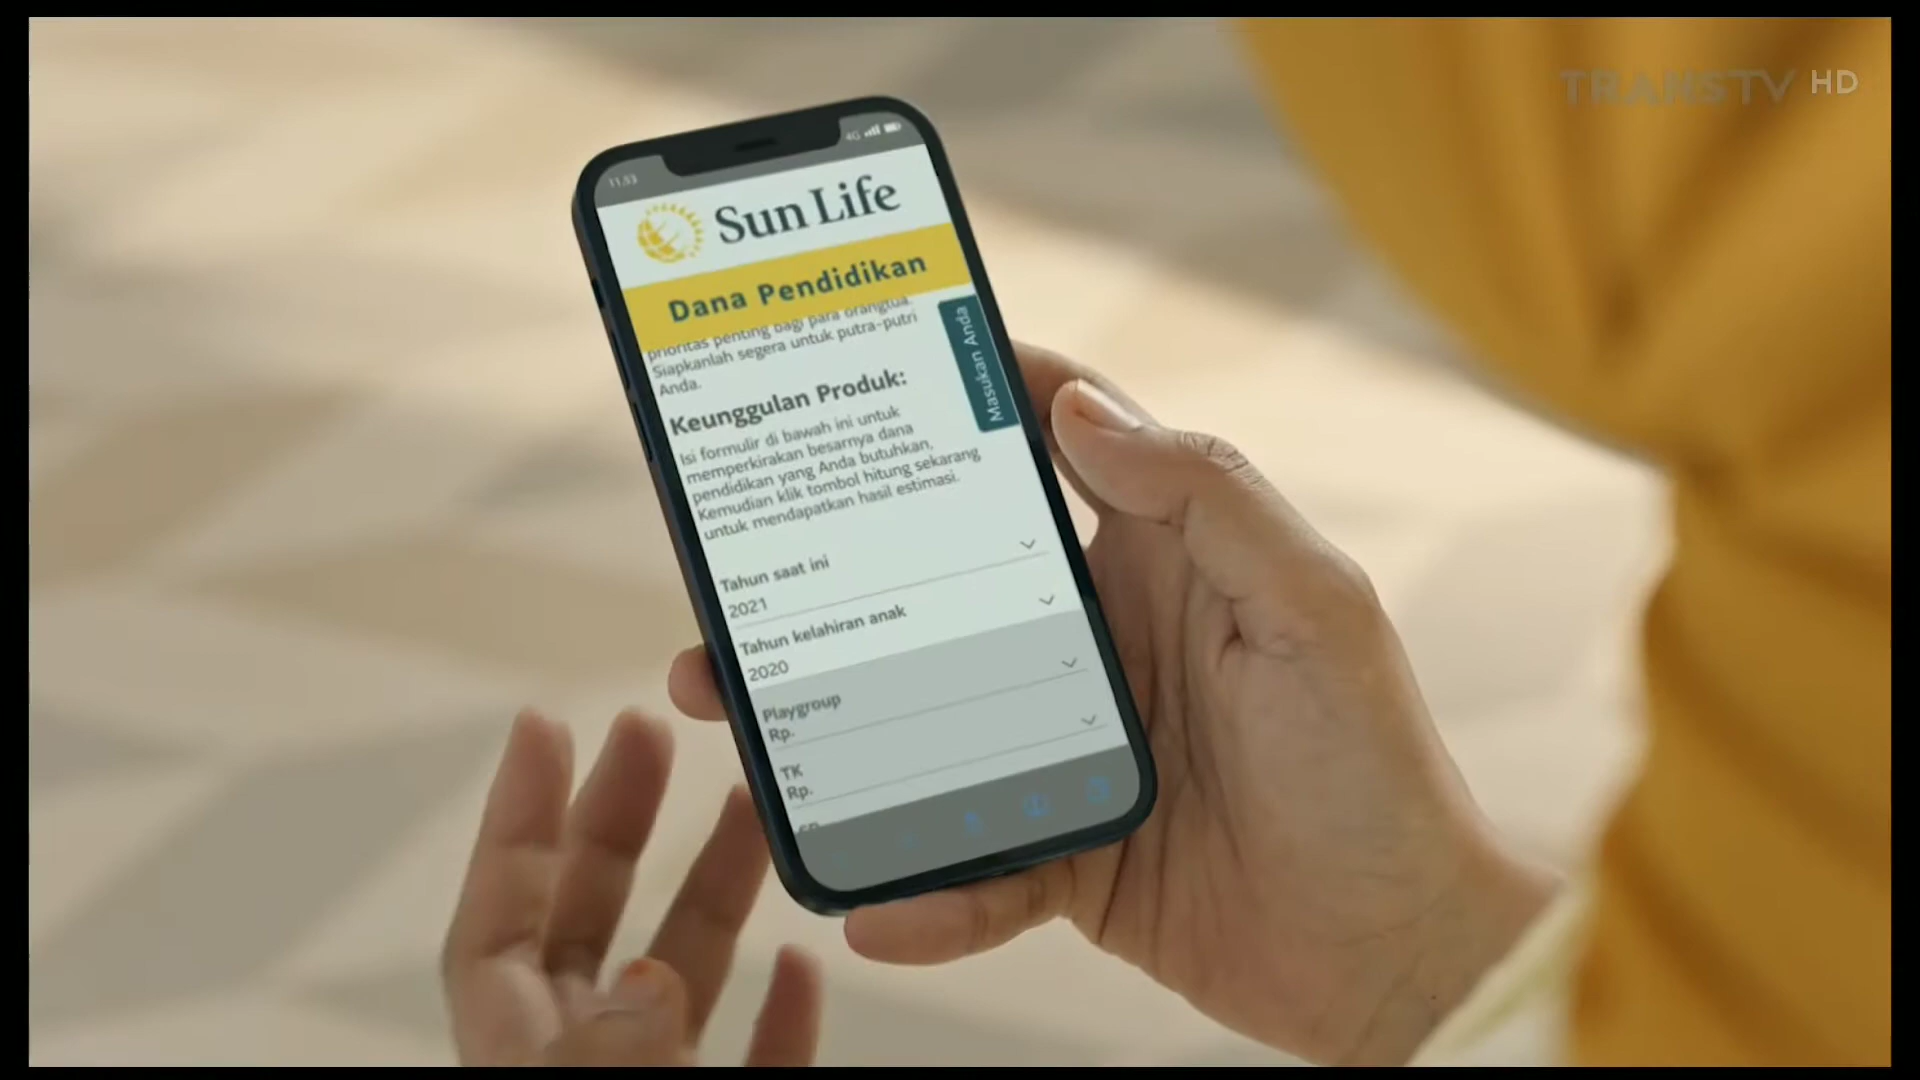 TRANSTV HD
11.53
4G
Sun Life
Dana Pendidikan
prioritas penting bagi para orangtua.
Siapkanlah segera untuk putra-putri
Anda.
Masukan Anda
Keunggulan Produk:
Isi formulir di bawah ini untuk
memperkirakan besarnya dana
pendidikan yang Anda butuhkan.
Kemudian klik tombol hitung sekarang
untuk mendapatkan hasil estimasi.
Tahun saat ini
2021
Tahun kelahiran anak
2020
Playgroup
Rp.
TK
Rp.